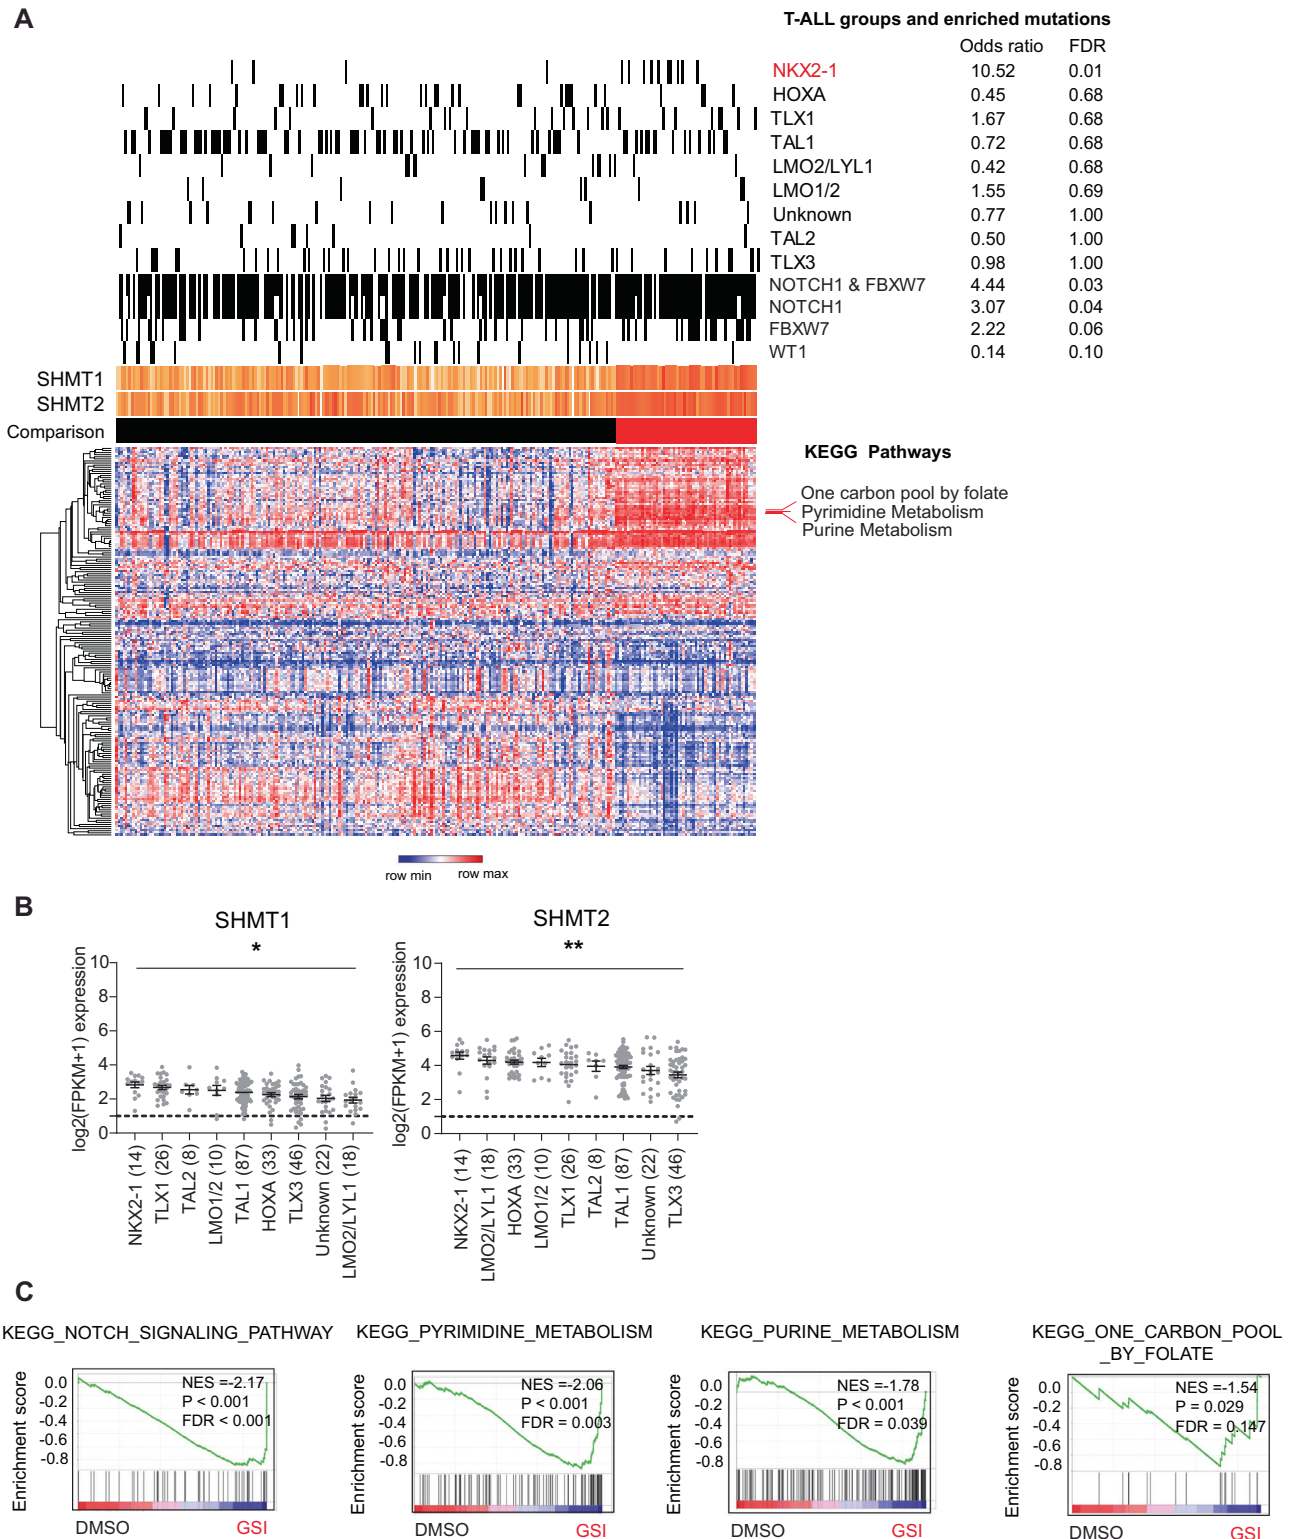 A
T-ALL groups and enriched mutations
Odds ratio FDR
NKX2-1 10.52 0.01
HOXA 0.45 0.68
TLX1 1.67 0.68
TAL1 0.72 0.68
LMO2/LYL1 0.42 0.68
LMO1/2 1.55 0.69
Unknown 0.77 1.00
TAL2 0.50 1.00
TLX3 0.98 1.00
NOTCH1 & FBXW7 4.44 0.03
NOTCH1 3.07 0.04
FBXW7 2.22 0.06
WT1 0.14 0.10
SHMT1
SHMT2
Comparison
KEGG Pathways
One carbon pool by folate
Pyrimidine Metabolism
Purine Metabolism
row min row max
B
SHMT1
*
log2(FPKM+1) expression
10
8
6
4
2
0
NKX2-1 (14)
TLX1 (26)
TAL2 (8)
LMO1/2 (10)
TAL1 (87)
HOXA (33)
TLX3 (46)
Unknown (22)
LMO2/LYL1 (18)
SHMT2
**
log2(FPKM+1) expression
10
8
6
4
2
0
NKX2-1 (14)
LMO2/LYL1 (18)
HOXA (33)
LMO1/2 (10)
TLX1 (26)
TAL2 (8)
TAL1 (87)
Unknown (22)
TLX3 (46)
C
KEGG_NOTCH_SIGNALING_PATHWAY
Enrichment score
0.0
-0.2
-0.4
-0.6
-0.8
NES =-2.17
P < 0.001
FDR < 0.001
DMSO GSI
KEGG_PYRIMIDINE_METABOLISM
Enrichment score
0.0
-0.2
-0.4
-0.6
-0.8
NES =-2.06
P < 0.001
FDR = 0.003
DMSO GSI
KEGG_PURINE_METABOLISM
Enrichment score
0.0
-0.2
-0.4
-0.6
-0.8
NES =-1.78
P < 0.001
FDR = 0.039
DMSO GSI
KEGG_ONE_CARBON_POOL
_BY_FOLATE
Enrichment score
0.0
-0.2
-0.4
-0.6
-0.8
NES =-1.54
P = 0.029
FDR = 0.147
DMSO GSI